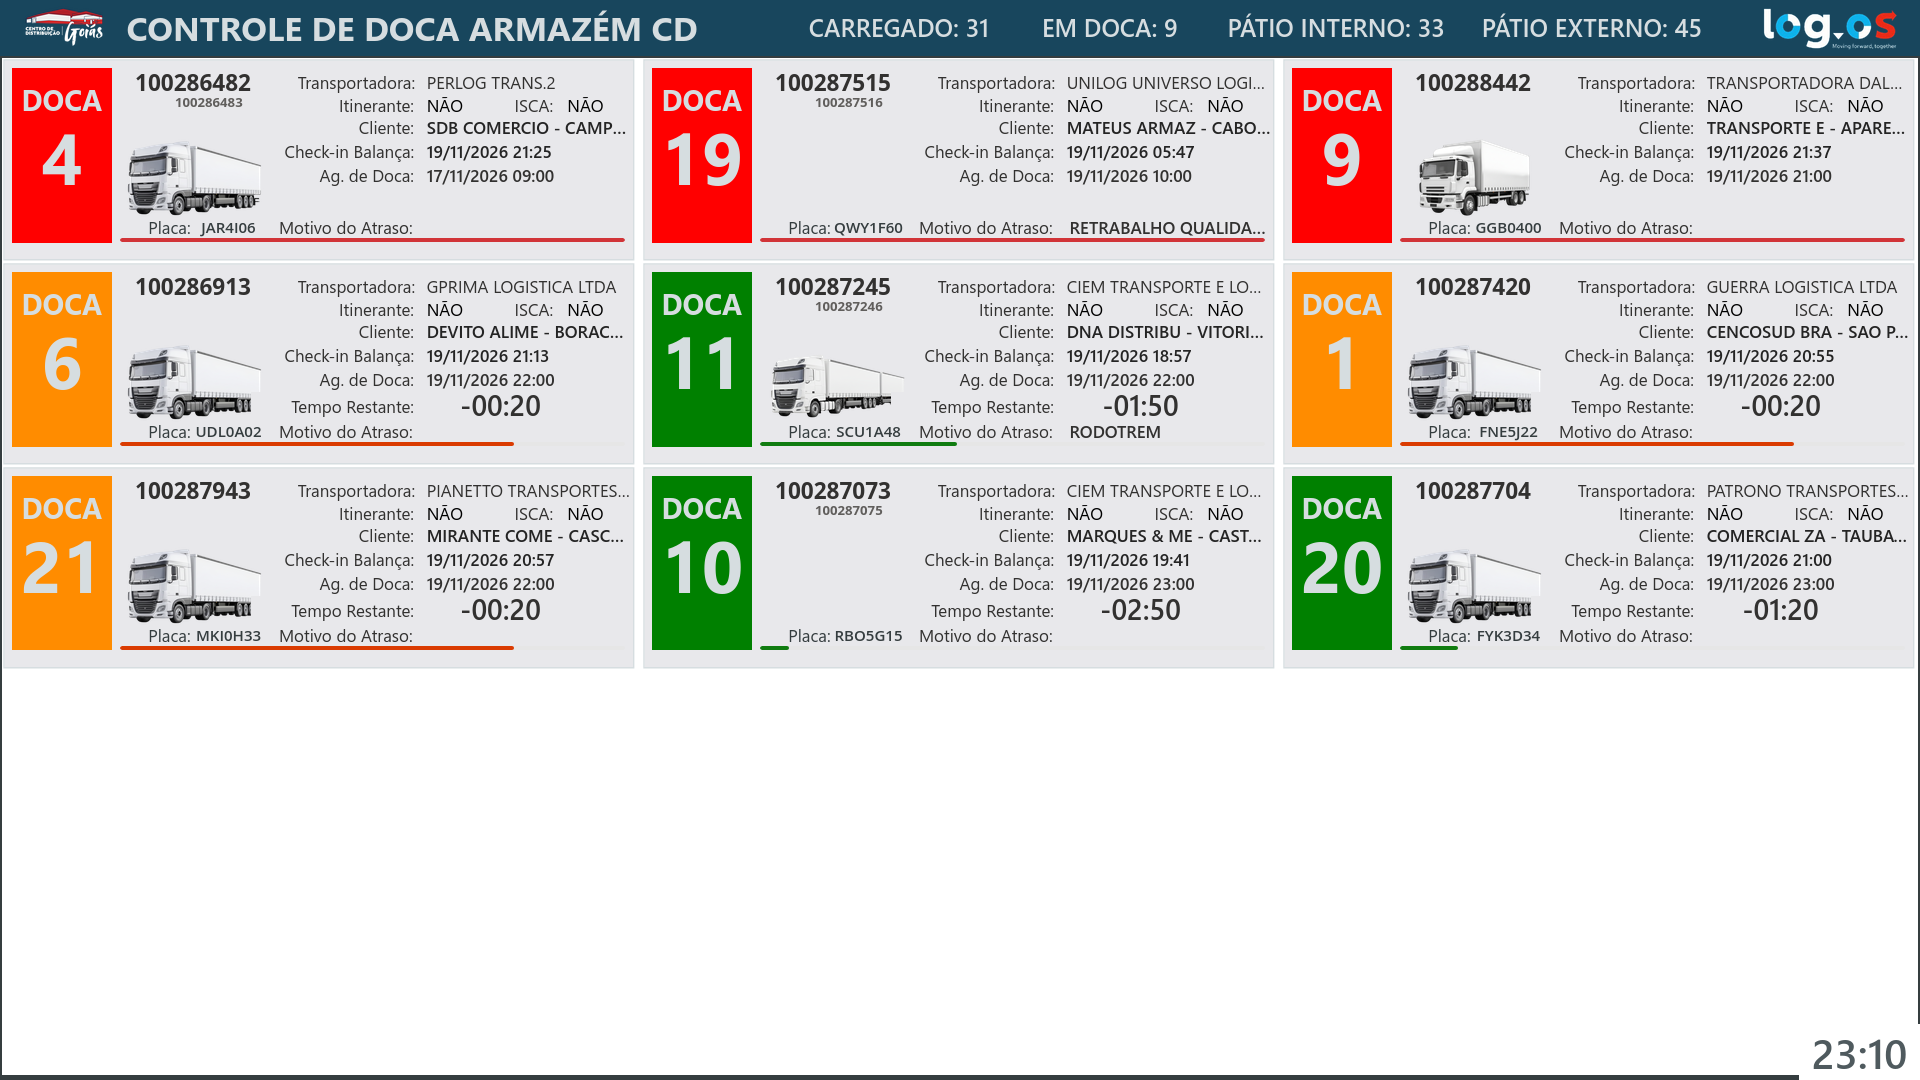 CENTRO DE DISTRIBUIÇÃO Goiás
CONTROLE DE DOCA ARMAZÉM CD
CARREGADO: 31
EM DOCA: 9
PÁTIO INTERNO: 33
PÁTIO EXTERNO: 45
log.os
Moving forward, together
DOCA
4
100286482
100286483
Transportadora: PERLOG TRANS.2
Itinerante: NÃO ISCA: NÃO
Cliente: SDB COMERCIO - CAMP...
Check-in Balança: 19/11/2026 21:25
Ag. de Doca: 17/11/2026 09:00
Placa: JAR4I06 Motivo do Atraso:
DOCA
19
100287515
100287516
Transportadora: UNILOG UNIVERSO LOGI...
Itinerante: NÃO ISCA: NÃO
Cliente: MATEUS ARMAZ - CABO...
Check-in Balança: 19/11/2026 05:47
Ag. de Doca: 19/11/2026 10:00
Placa: QWY1F60 Motivo do Atraso: RETRABALHO QUALIDA...
DOCA
9
100288442
Transportadora: TRANSPORTADORA DAL...
Itinerante: NÃO ISCA: NÃO
Cliente: TRANSPORTE E - APARE...
Check-in Balança: 19/11/2026 21:37
Ag. de Doca: 19/11/2026 21:00
Placa: GGB0400 Motivo do Atraso:
DOCA
6
100286913
Transportadora: GPRIMA LOGISTICA LTDA
Itinerante: NÃO ISCA: NÃO
Cliente: DEVITO ALIME - BORAC...
Check-in Balança: 19/11/2026 21:13
Ag. de Doca: 19/11/2026 22:00
Tempo Restante: -00:20
Placa: UDL0A02 Motivo do Atraso:
DOCA
11
100287245
100287246
Transportadora: CIEM TRANSPORTE E LO...
Itinerante: NÃO ISCA: NÃO
Cliente: DNA DISTRIBU - VITORI...
Check-in Balança: 19/11/2026 18:57
Ag. de Doca: 19/11/2026 22:00
Tempo Restante: -01:50
Placa: SCU1A48 Motivo do Atraso: RODOTREM
DOCA
1
100287420
Transportadora: GUERRA LOGISTICA LTDA
Itinerante: NÃO ISCA: NÃO
Cliente: CENCOSUD BRA - SAO P...
Check-in Balança: 19/11/2026 20:55
Ag. de Doca: 19/11/2026 22:00
Tempo Restante: -00:20
Placa: FNE5J22 Motivo do Atraso:
DOCA
21
100287943
Transportadora: PIANETTO TRANSPORTES...
Itinerante: NÃO ISCA: NÃO
Cliente: MIRANTE COME - CASC...
Check-in Balança: 19/11/2026 20:57
Ag. de Doca: 19/11/2026 22:00
Tempo Restante: -00:20
Placa: MKI0H33 Motivo do Atraso:
DOCA
10
100287073
100287075
Transportadora: CIEM TRANSPORTE E LO...
Itinerante: NÃO ISCA: NÃO
Cliente: MARQUES & ME - CAST...
Check-in Balança: 19/11/2026 19:41
Ag. de Doca: 19/11/2026 23:00
Tempo Restante: -02:50
Placa: RBO5G15 Motivo do Atraso:
DOCA
20
100287704
Transportadora: PATRONO TRANSPORTES...
Itinerante: NÃO ISCA: NÃO
Cliente: COMERCIAL ZA - TAUBA...
Check-in Balança: 19/11/2026 21:00
Ag. de Doca: 19/11/2026 23:00
Tempo Restante: -01:20
Placa: FYK3D34 Motivo do Atraso:
23:10